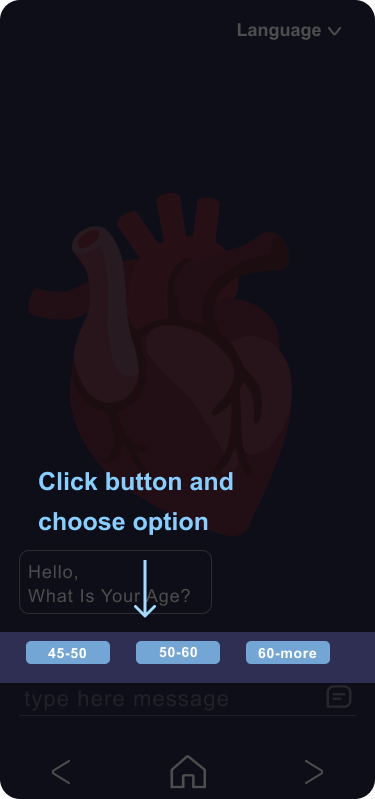 Language
Click button and
choose option
Hello,
What Is Your Age?
45-50
50-60
60-more
type here message